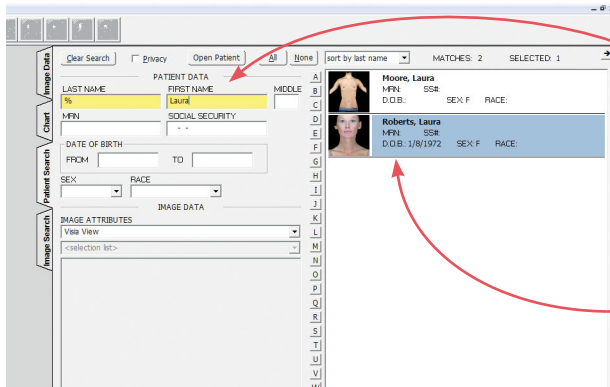 Image Data
Chart
Patient Search
Image Search
Clear Search
Privacy
Open Patient
All
None
PATIENT DATA
LAST NAME FIRST NAME MIDDLE
% Laura
MRN SOCIAL SECURITY
- -
DATE OF BIRTH
FROM TO
SEX RACE
IMAGE DATA
IMAGE ATTRIBUTES
Visia View
<selection list>
A
B
C
D
E
F
G
H
I
J
K
L
M
N
O
P
Q
R
S
T
U
V
W
sort by last name MATCHES: 2 SELECTED: 1
Moore, Laura
MRN: SS#:
D.O.B.: SEX: F RACE:
Roberts, Laura
MRN: SS#:
D.O.B.: 1/8/1972 SEX: F RACE: